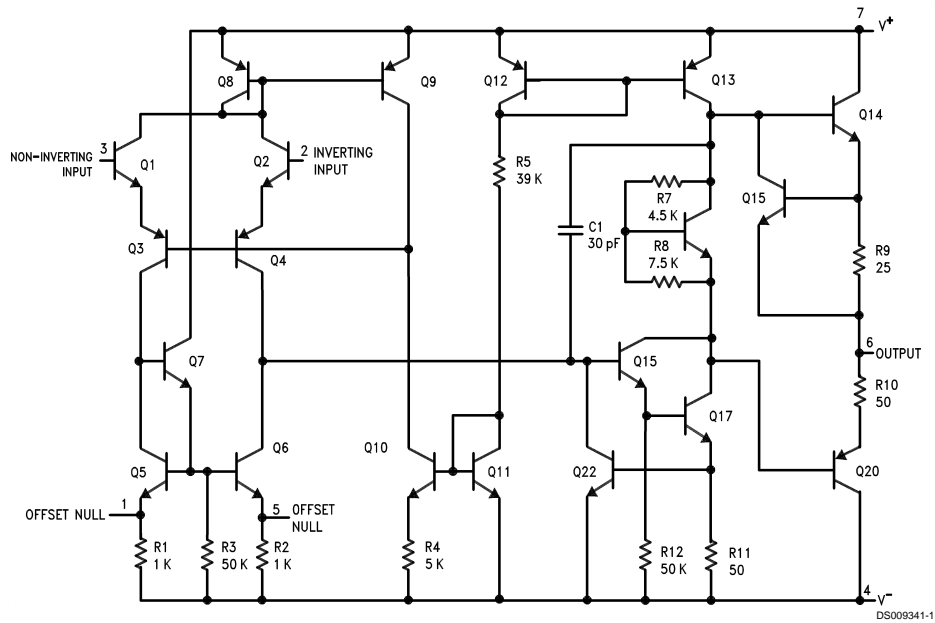 7
V+
Q8
Q9
Q12
Q13
Q14
3
NON-INVERTING
INPUT
Q1
Q2
2 INVERTING
INPUT
R5
39 K
R7
4.5 K
Q15
C1
30 pF
R8
7.5 K
Q3
Q4
R9
25
Q7
Q15
6
OUTPUT
R10
50
Q17
Q5
Q6
Q10
Q11
Q22
Q20
1
OFFSET NULL
5 OFFSET
NULL
R1
1 K
R3
50 K
R2
1 K
R4
5 K
R12
50 K
R11
50
4
V-
DS009341-1